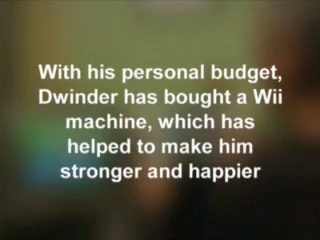 With his personal budget,
Dwinder has bought a Wii
machine, which has
helped to make him
stronger and happier